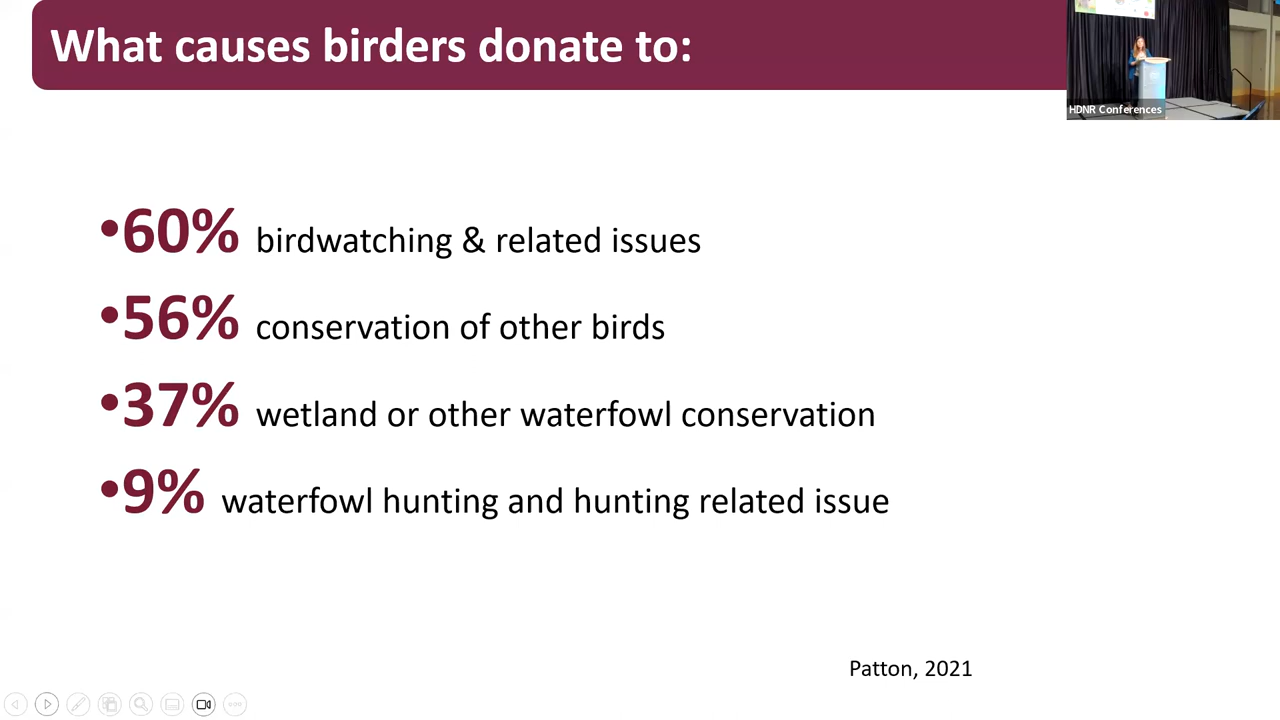 What causes birders donate to:
HDNR Conferences
•60% birdwatching & related issues
•56% conservation of other birds
•37% wetland or other waterfowl conservation
•9% waterfowl hunting and hunting related issue
Patton, 2021